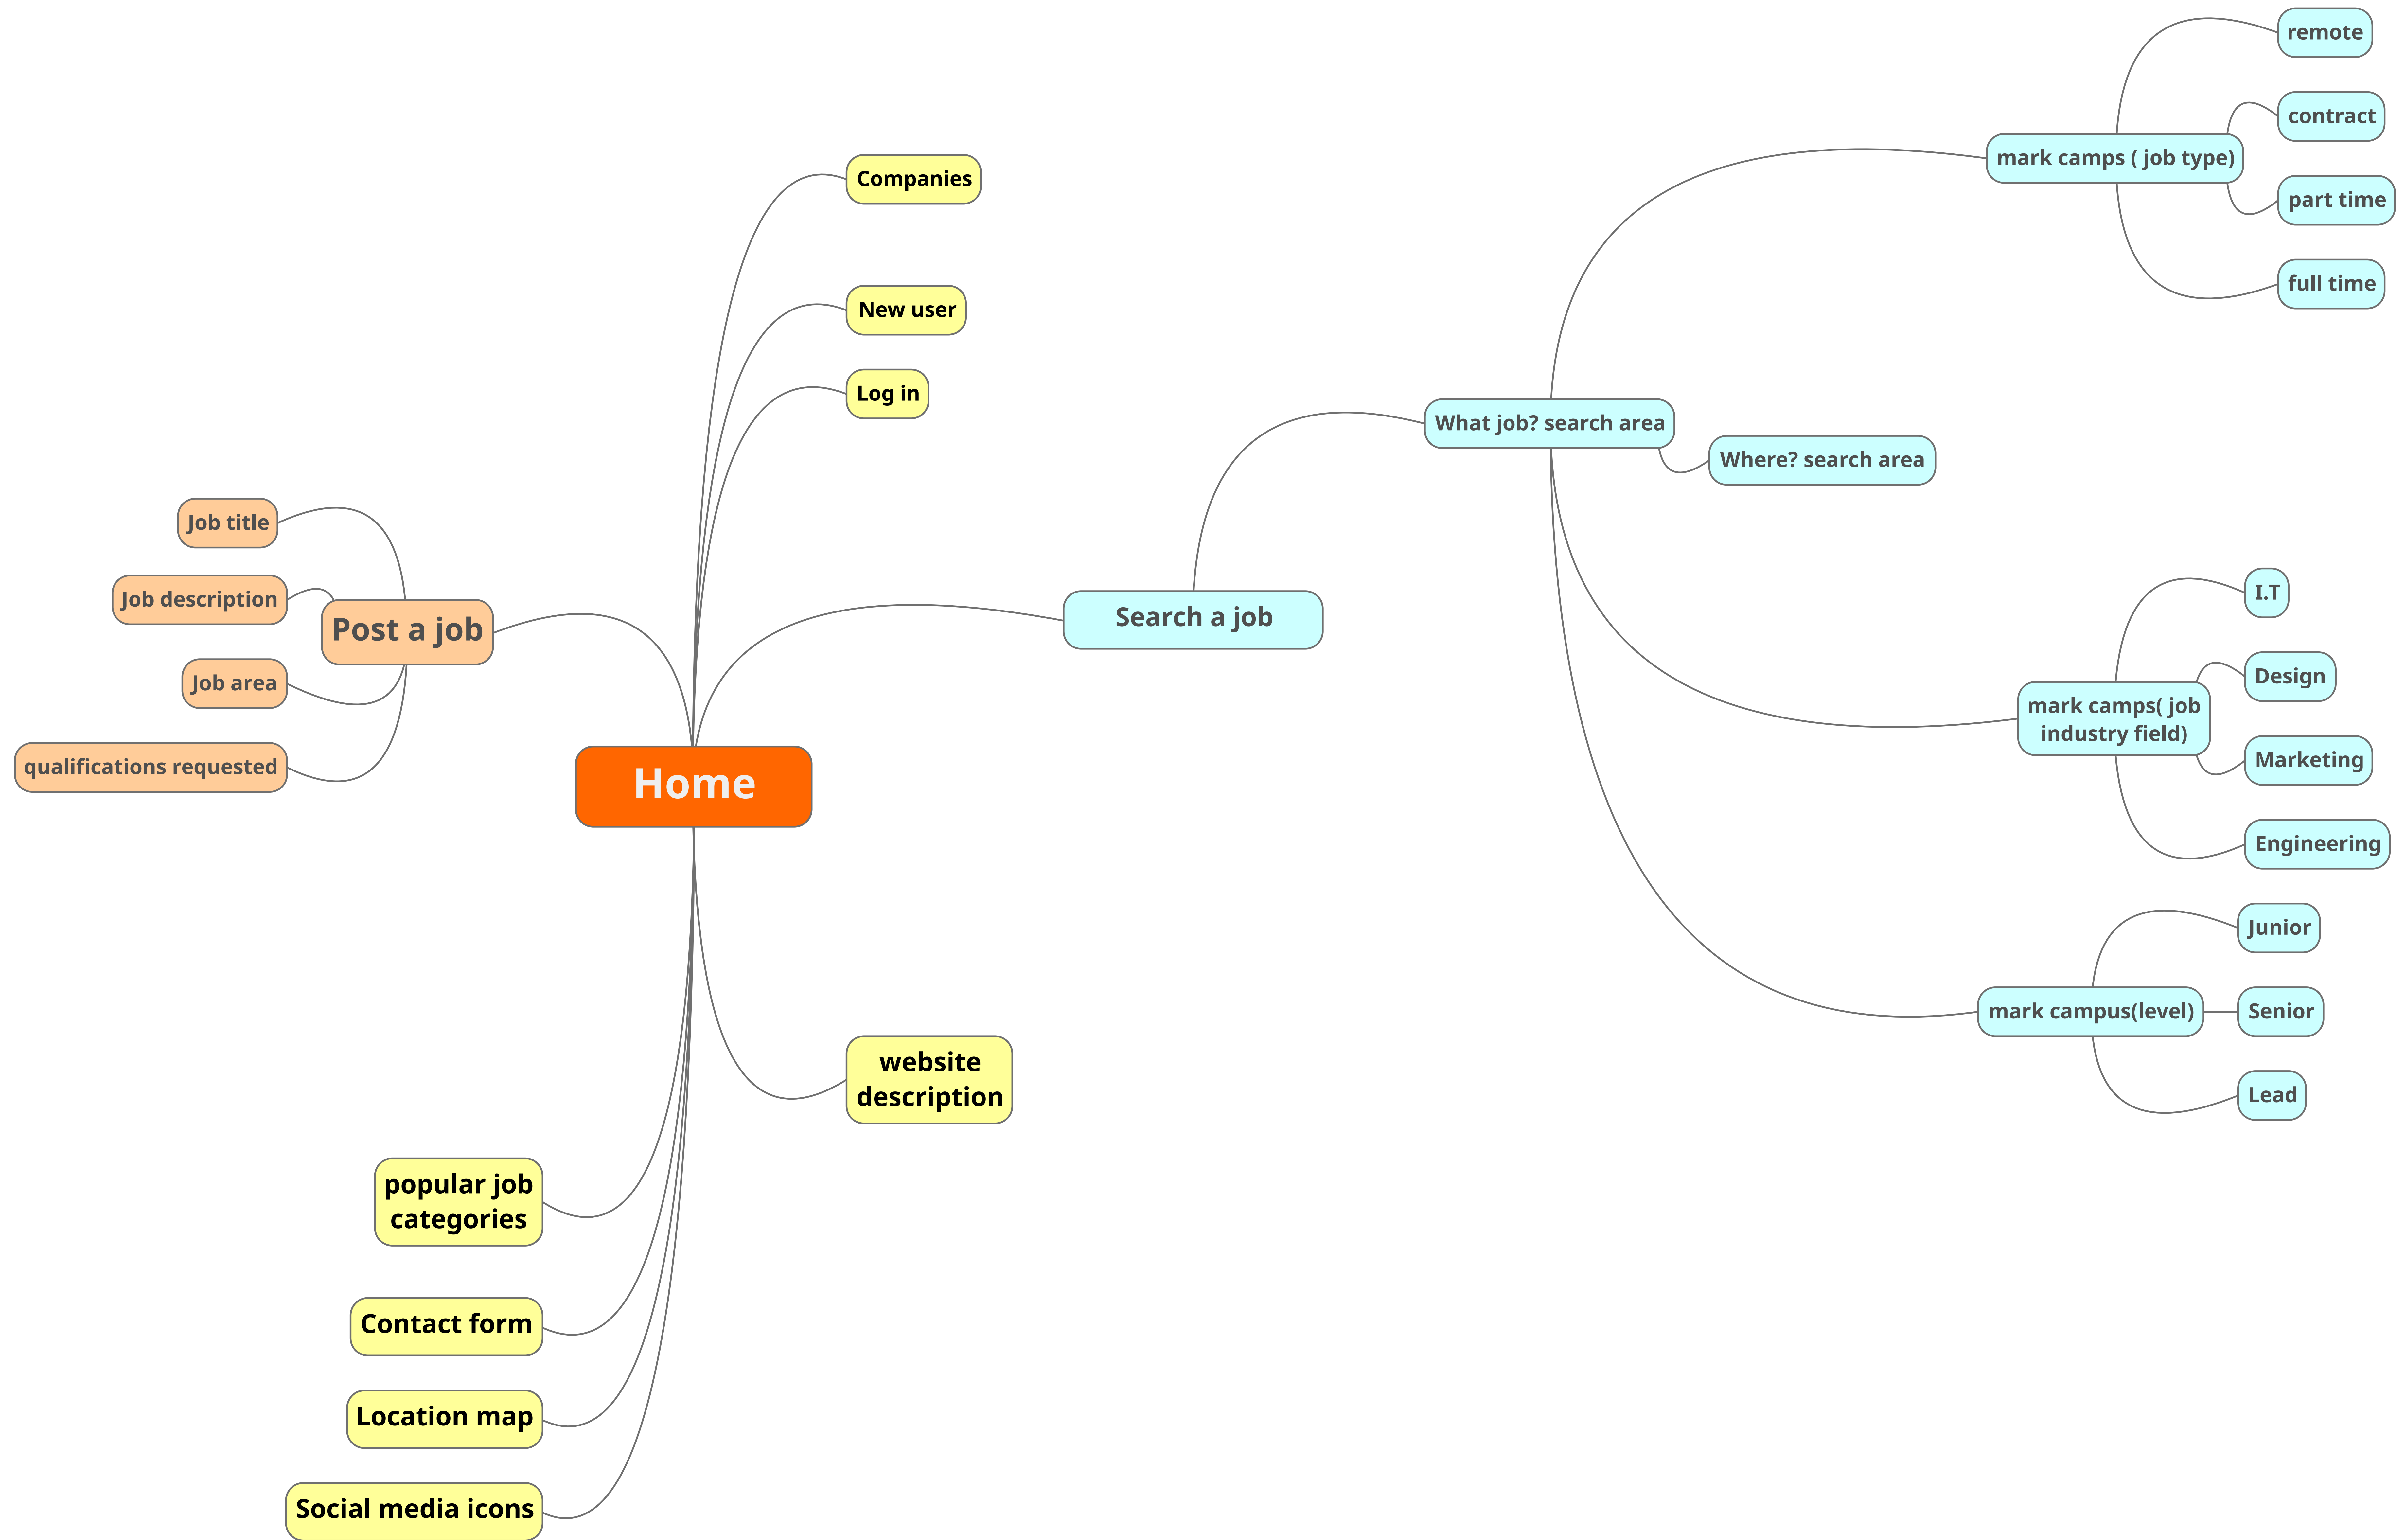 remote
contract
mark camps ( job type)
part time
full time
Companies
New user
Log in
What job? search area
Where? search area
Job title
Job description
Post a job
Job area
qualifications requested
Search a job
I.T
Design
mark camps( job
industry field)
Marketing
Engineering
Home
Junior
mark campus(level)
Senior
Lead
website
description
popular job
categories
Contact form
Location map
Social media icons